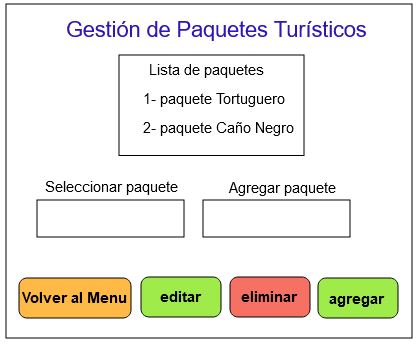 Gestión de Paquetes Turísticos
Lista de paquetes
1- paquete Tortuguero
2- paquete Caño Negro
Seleccionar paquete
Agregar paquete
Volver al Menu
editar
eliminar
agregar